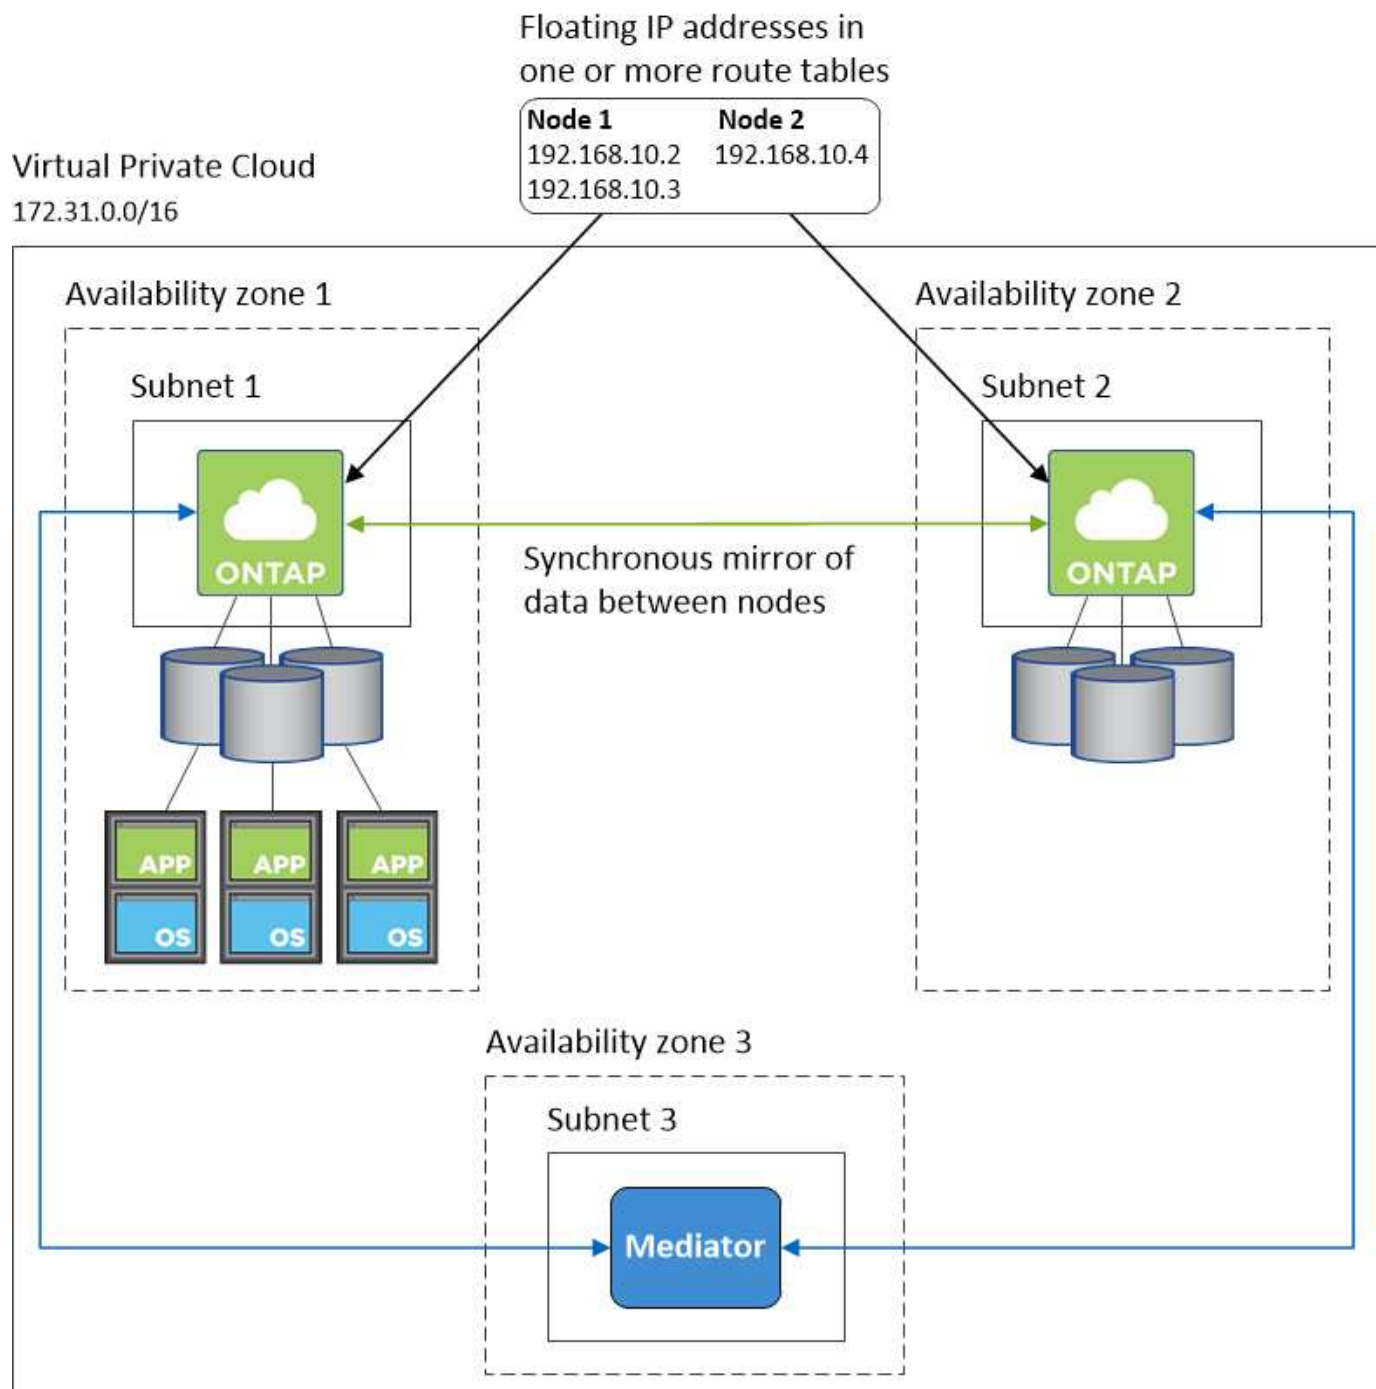 Floating IP addresses in
one or more route tables
Node 1 Node 2
192.168.10.2 192.168.10.4
192.168.10.3
Virtual Private Cloud
172.31.0.0/16
Availability zone 1
Availability zone 2
Subnet 1
Subnet 2
ONTAP
ONTAP
Synchronous mirror of
data between nodes
APP APP APP
OS OS OS
Availability zone 3
Subnet 3
Mediator